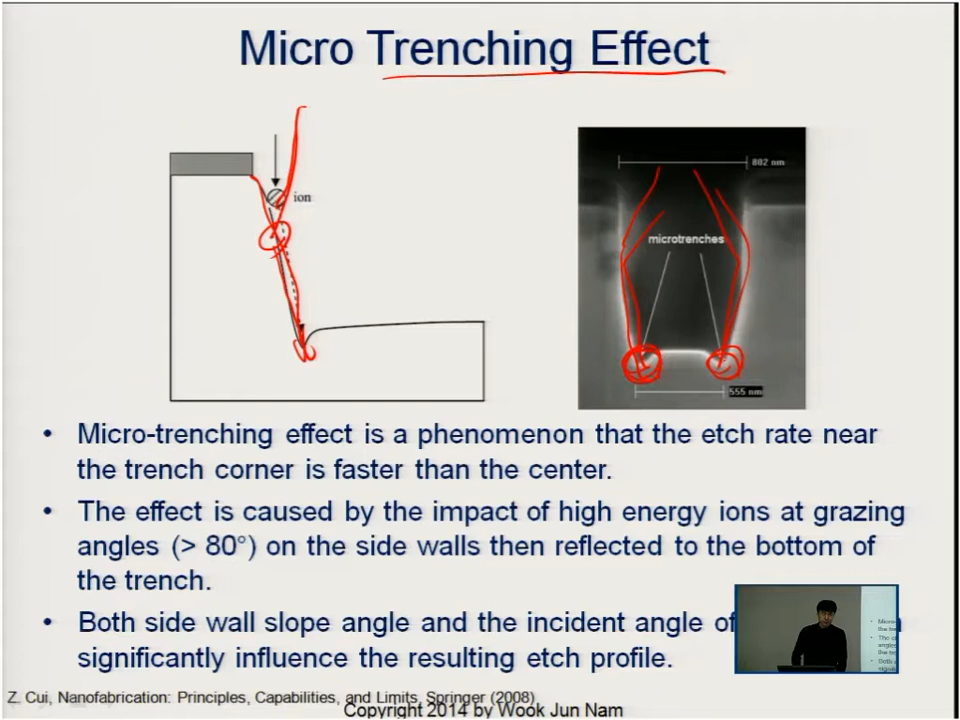 Micro Trenching Effect
ion
802 nm
microtrenches
555 nm
• Micro-trenching effect is a phenomenon that the etch rate near
the trench corner is faster than the center.
• The effect is caused by the impact of high energy ions at grazing
angles (> 80°) on the side walls then reflected to the bottom of
the trench.
• Both side wall slope angle and the incident angle of
significantly influence the resulting etch profile.
Z. Cui, Nanofabrication: Principles, Capabilities, and Limits, Springer (2008)
Copyright 2014 by Wook Jun Nam